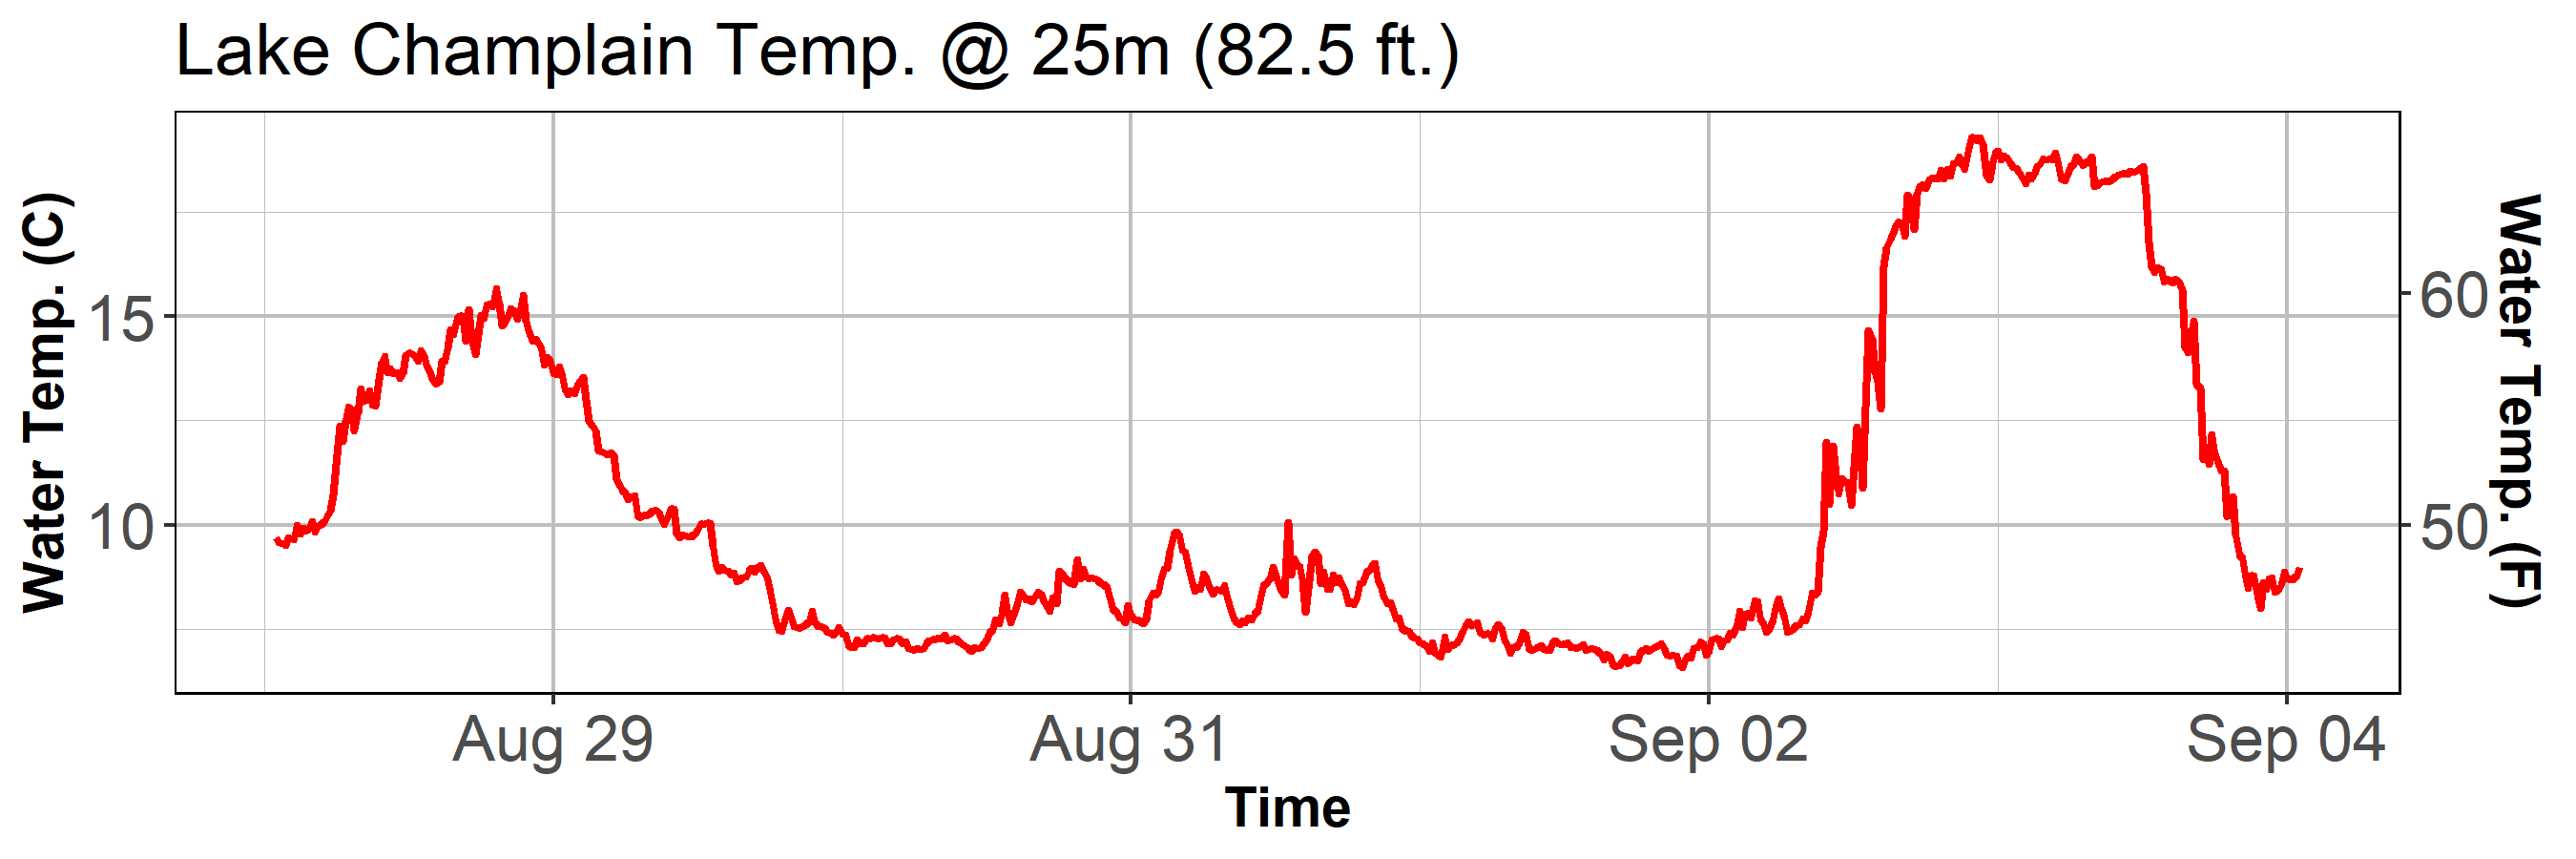 Lake Champlain Temp. @ 25m (82.5 ft.)
Water Temp. (C)
15
10
60
50
Water Temp. (F)
Aug 29
Aug 31
Sep 02
Sep 04
Time